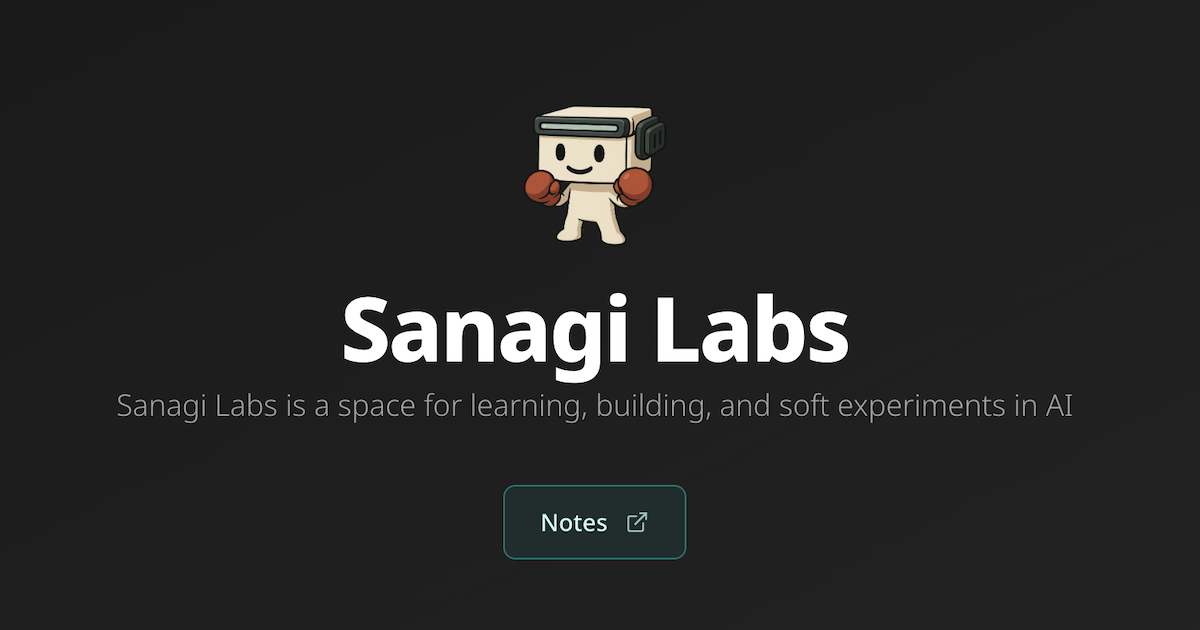 Sanagi Labs
Sanagi Labs is a space for learning, building, and soft experiments in AI
Notes